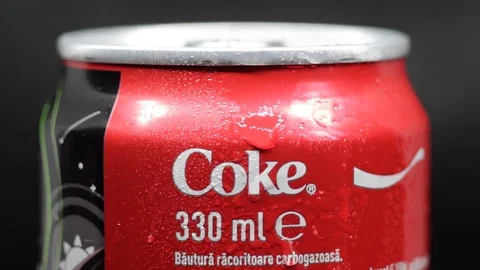 Coke®
330 ml ℮
Băutură răcoritoare carbogazoasă.